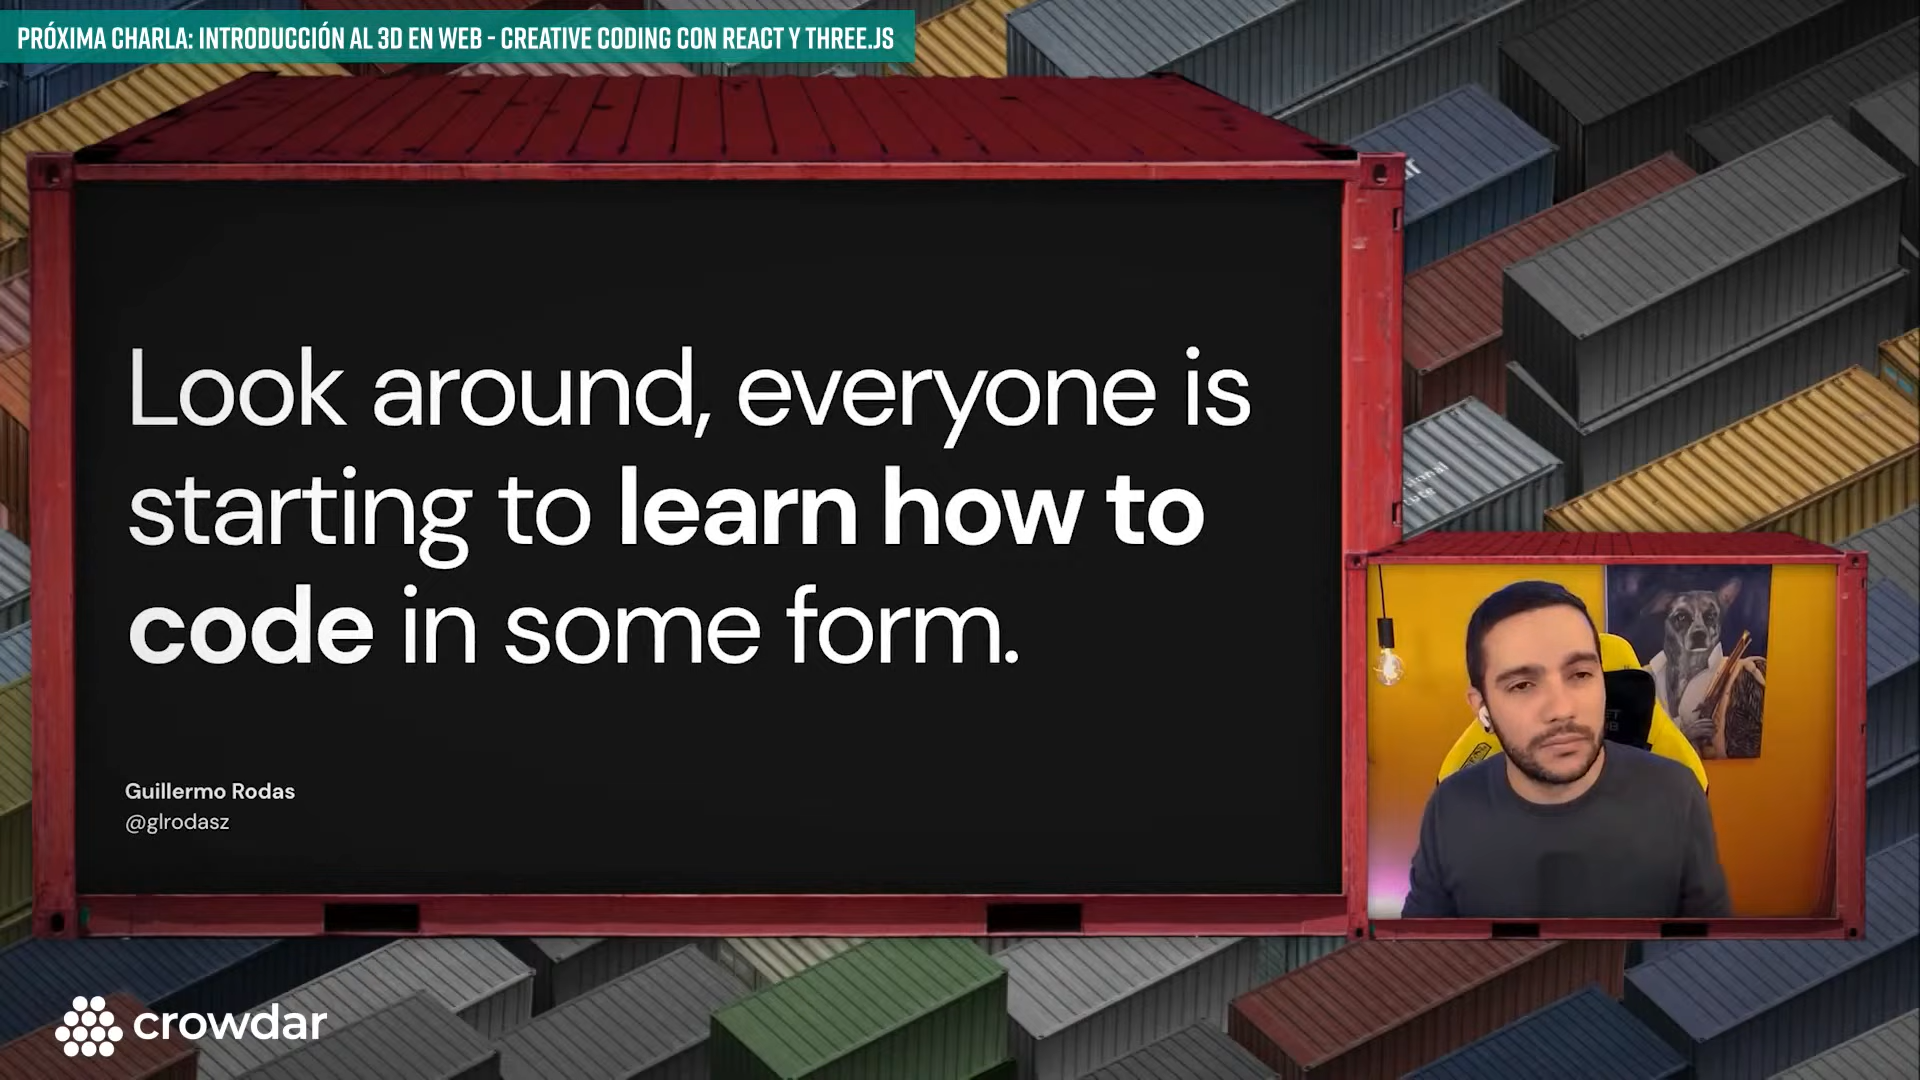 PRÓXIMA CHARLA: INTRODUCCIÓN AL 3D EN WEB - CREATIVE CODING CON REACT Y THREE.JS
Look around, everyone is
starting to learn how to
code in some form.
Guillermo Rodas
@glrodasz
crowdar